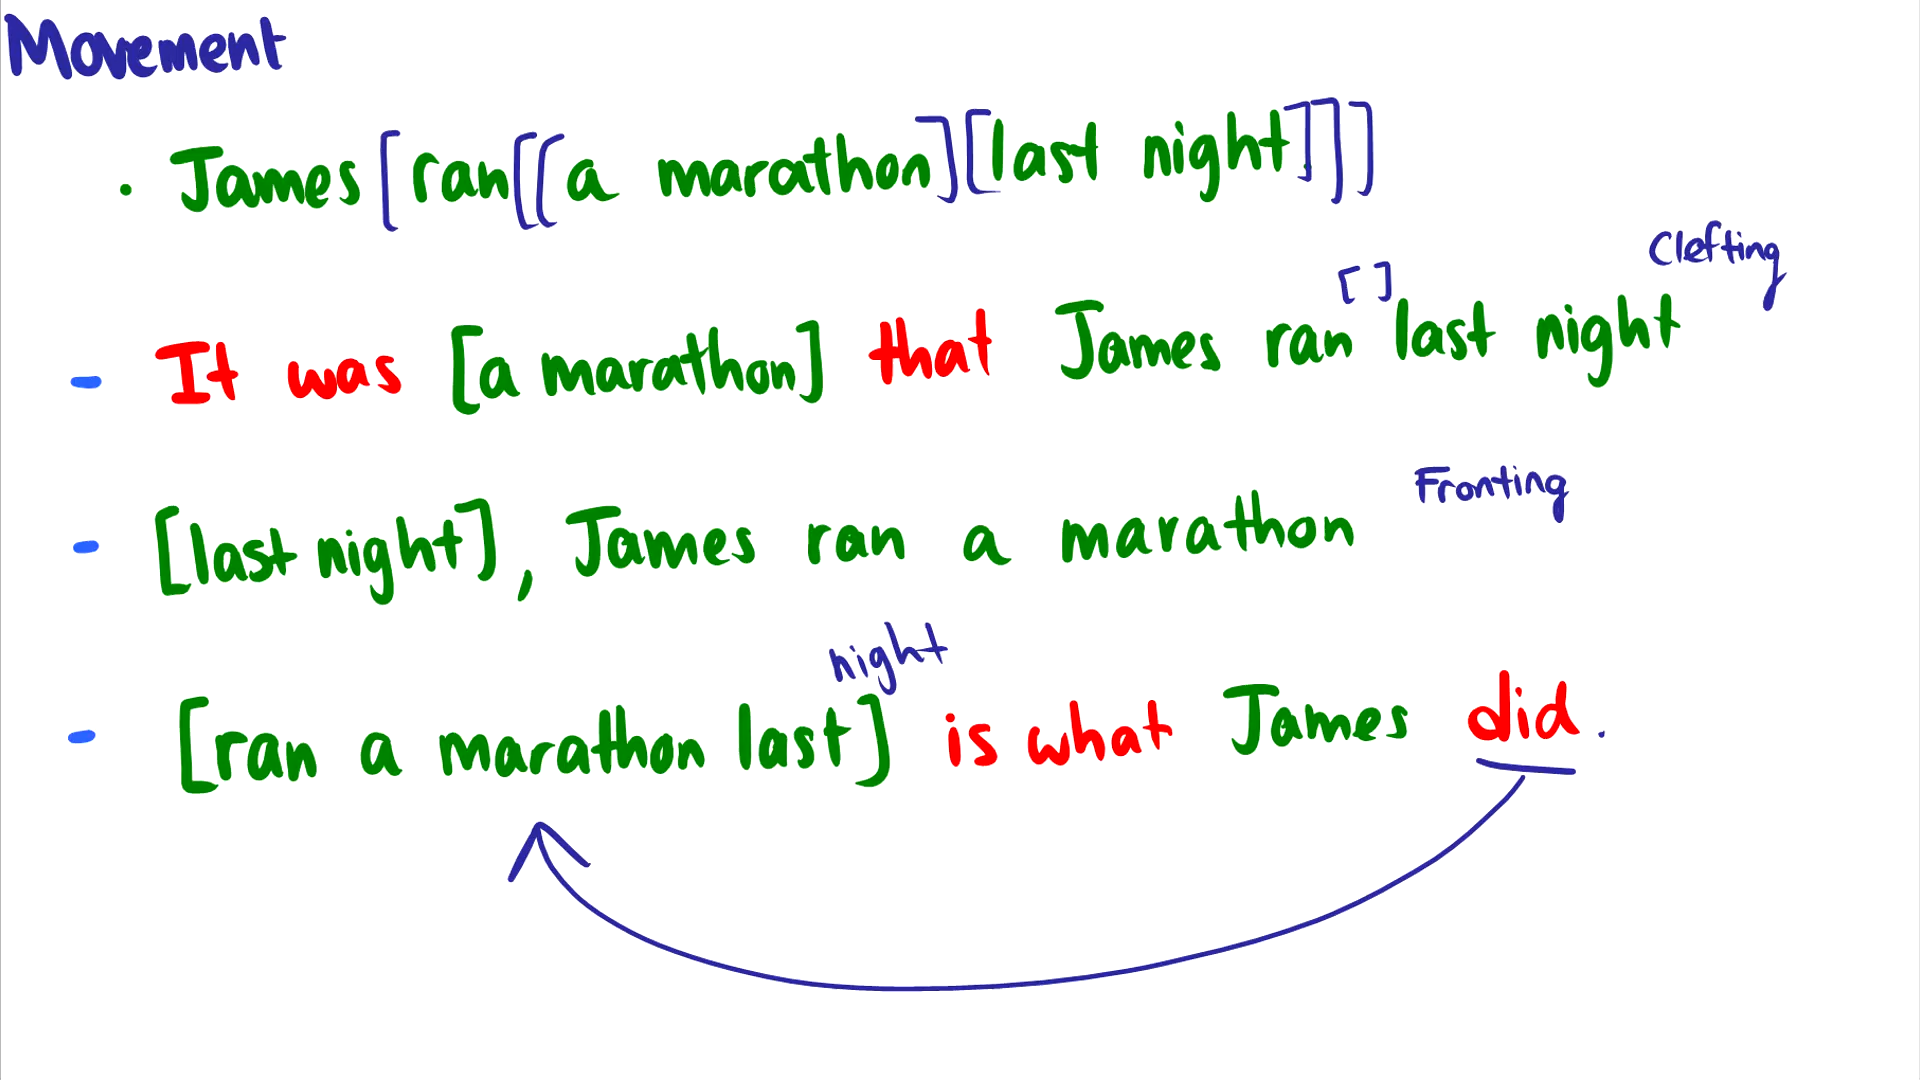 Movement
· James [ran [[a marathon] [last night]]]
Clefting
[ ]
- It was [a marathon] that James ran last night
Fronting
- [last night], James ran a marathon
night
- [ran a marathon last] is what James did.